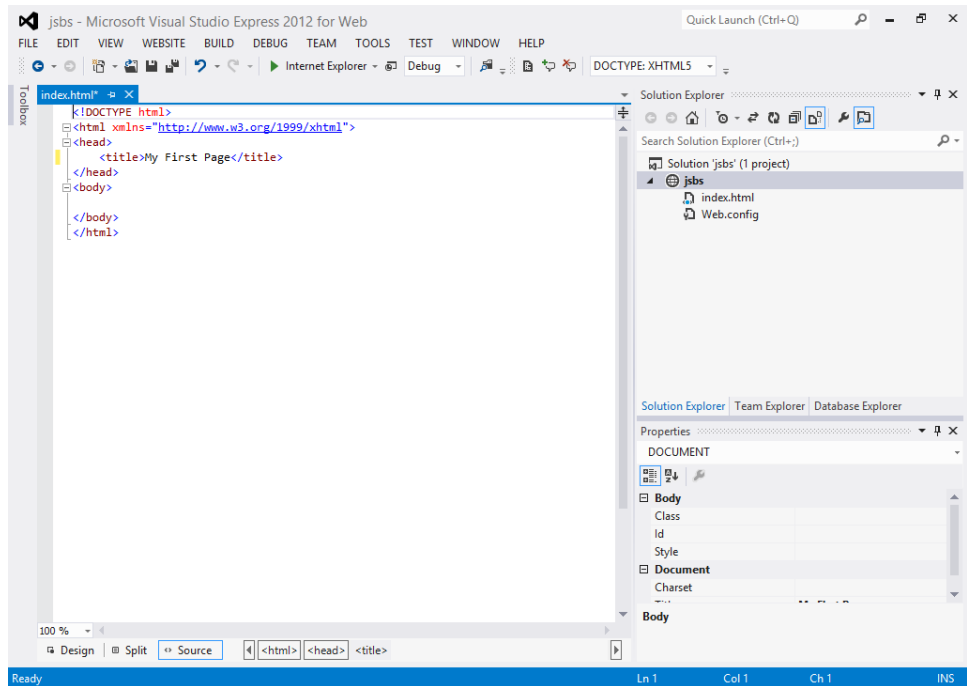 jsbs - Microsoft Visual Studio Express 2012 for Web
Quick Launch (Ctrl+Q)
FILE EDIT VIEW WEBSITE BUILD DEBUG TEAM TOOLS TEST WINDOW HELP
Internet Explorer Debug DOCTYPE: XHTML5
Toolbox
index.html*
<!DOCTYPE html>
<html xmlns="http://www.w3.org/1999/xhtml">
<head>
<title>My First Page</title>
</head>
<body>
</body>
</html>
100 %
Design Split Source <html> <head> <title>
Solution Explorer
Search Solution Explorer (Ctrl+;)
Solution 'jsbs' (1 project)
jsbs
index.html
Web.config
Solution Explorer Team Explorer Database Explorer
Properties
DOCUMENT
Body
Class
Id
Style
Document
Charset
Body
Ready Ln 1 Col 1 Ch 1 INS